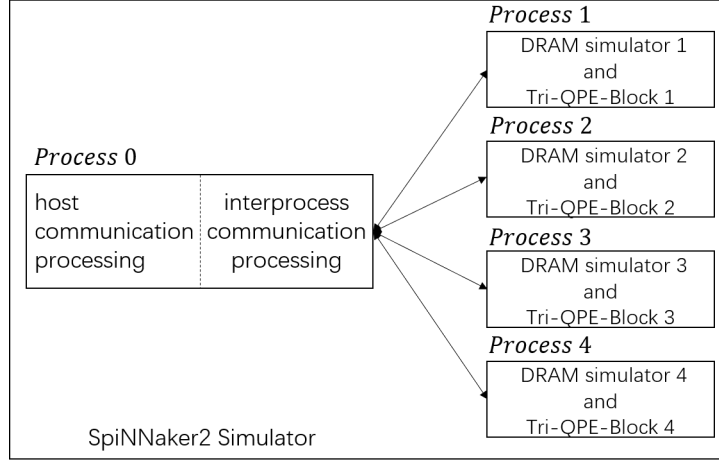 Process 1
DRAM simulator 1
and
Tri-QPE-Block 1
Process 2
DRAM simulator 2
and
Tri-QPE-Block 2
Process 0
host
communication
processing
interprocess
communication
processing
Process 3
DRAM simulator 3
and
Tri-QPE-Block 3
Process 4
DRAM simulator 4
and
Tri-QPE-Block 4
SpiNNaker2 Simulator